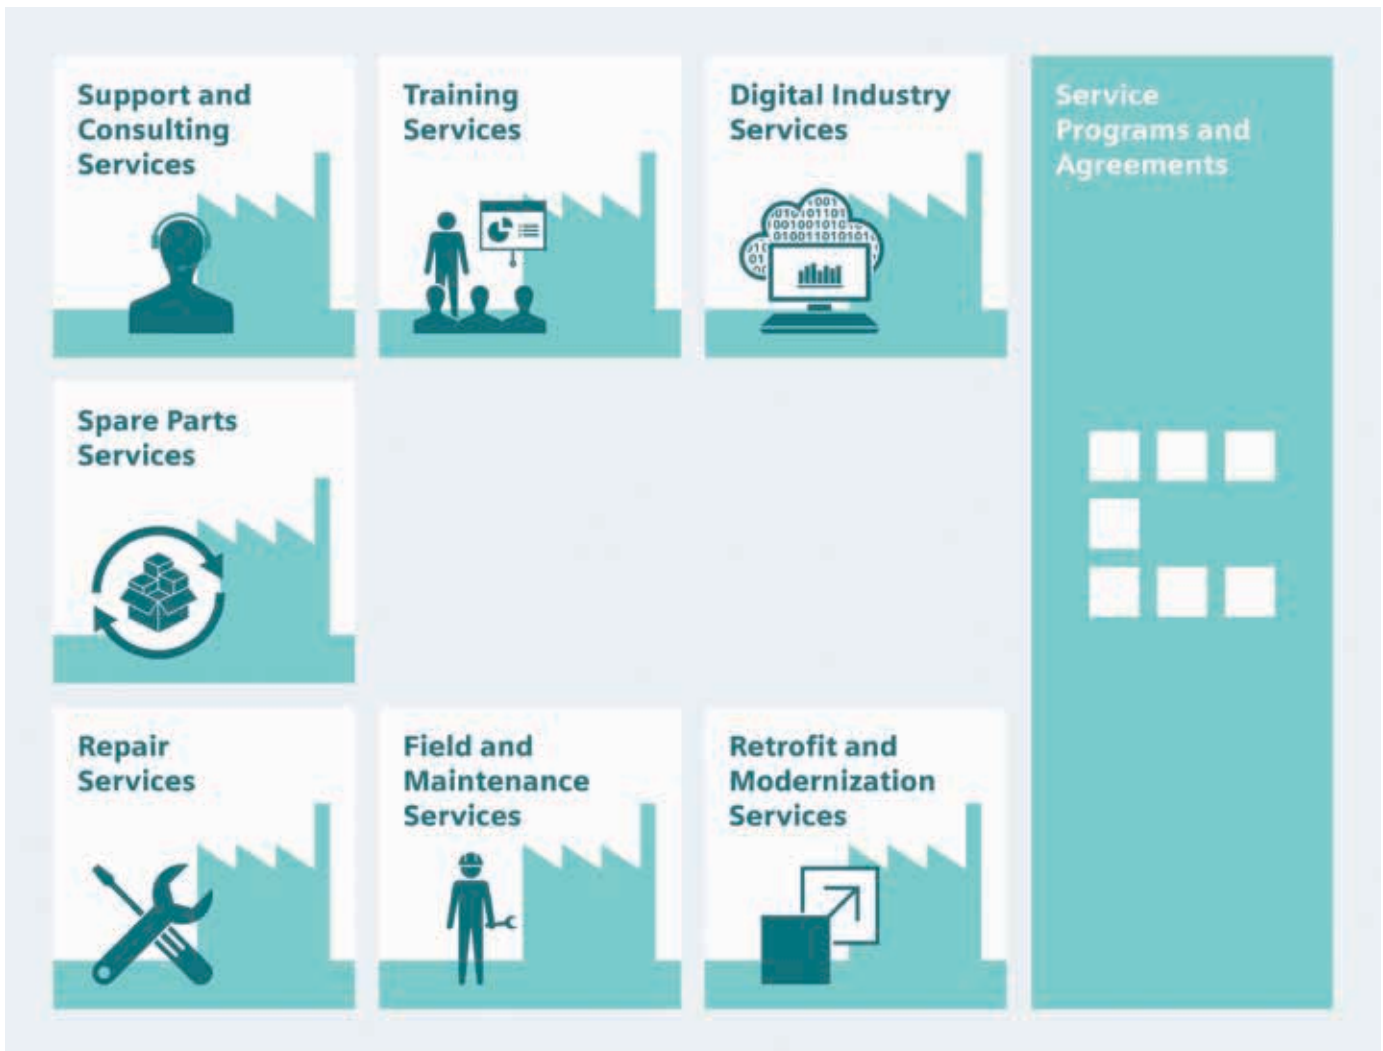 Support and
Consulting
Services
Training
Services
Digital Industry
Services
Service
Programs and
Agreements
Spare Parts
Services
Repair
Services
Field and
Maintenance
Services
Retrofit and
Modernization
Services